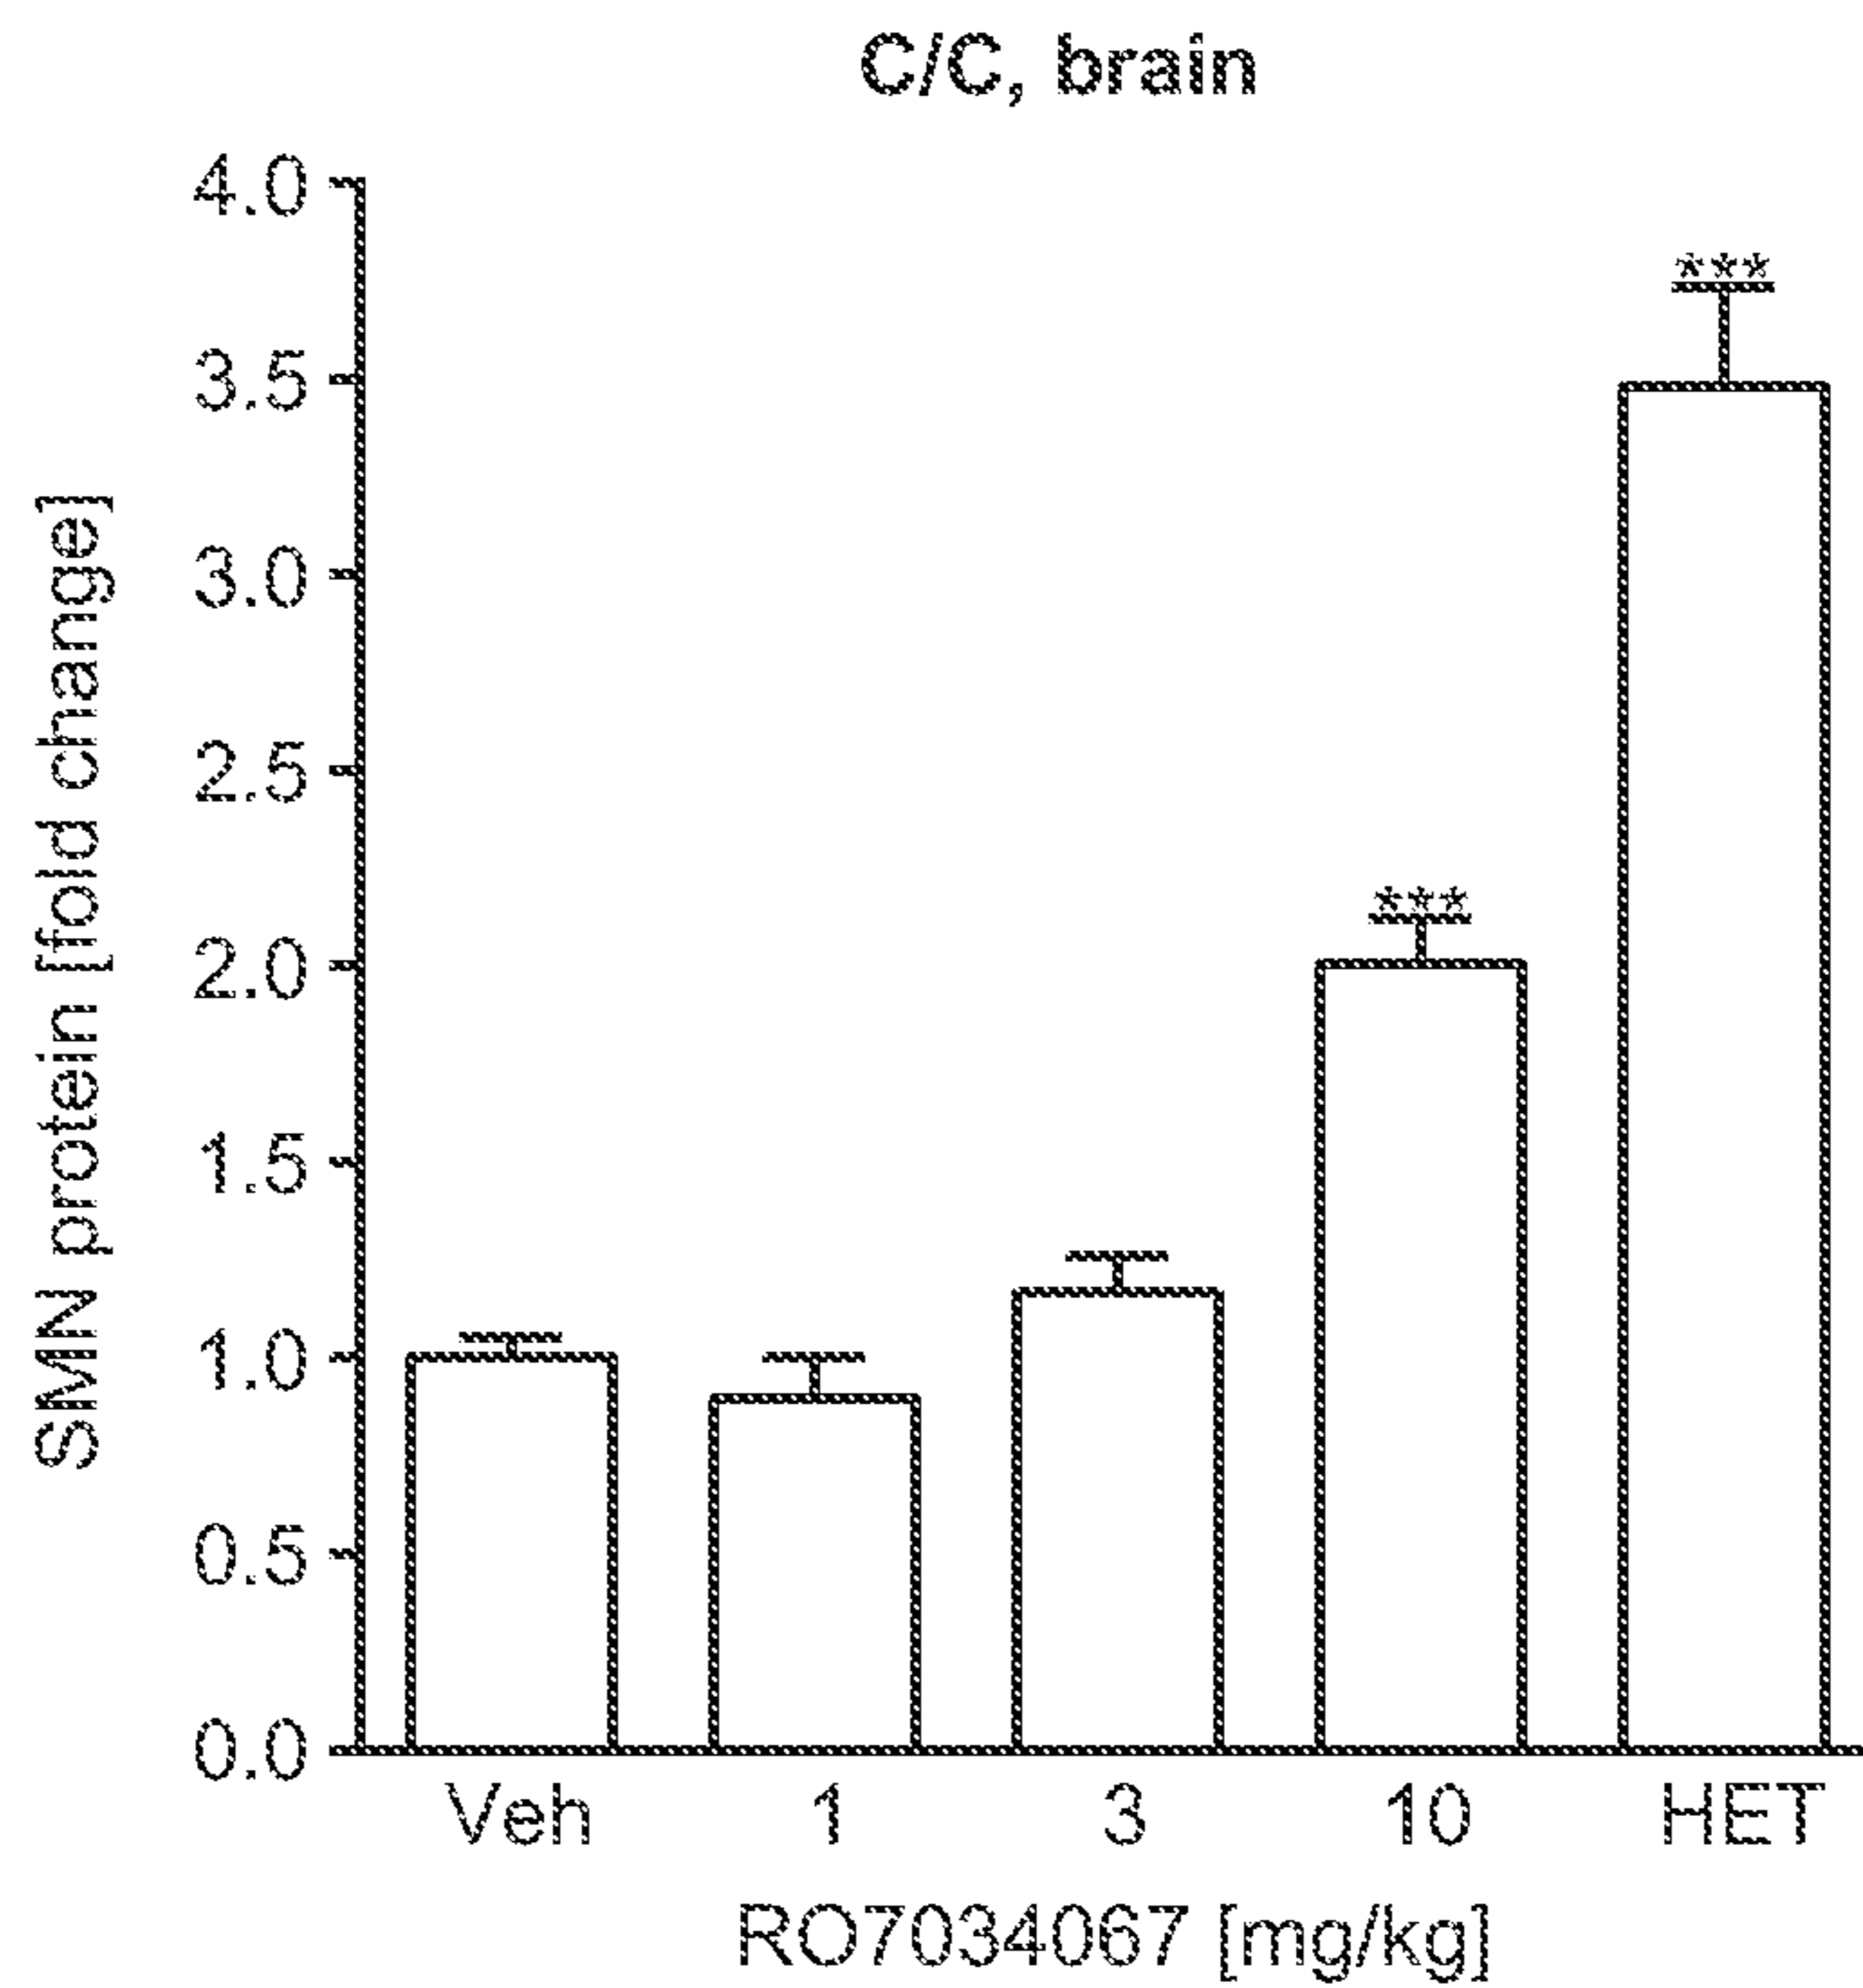 C/C, brain
SMN protein [fold change]
4.0
3.5
3.0
2.5
2.0
1.5
1.0
0.5
0.0
***
***
Veh 1 3 10 HET
RO7034067 [mg/kg]